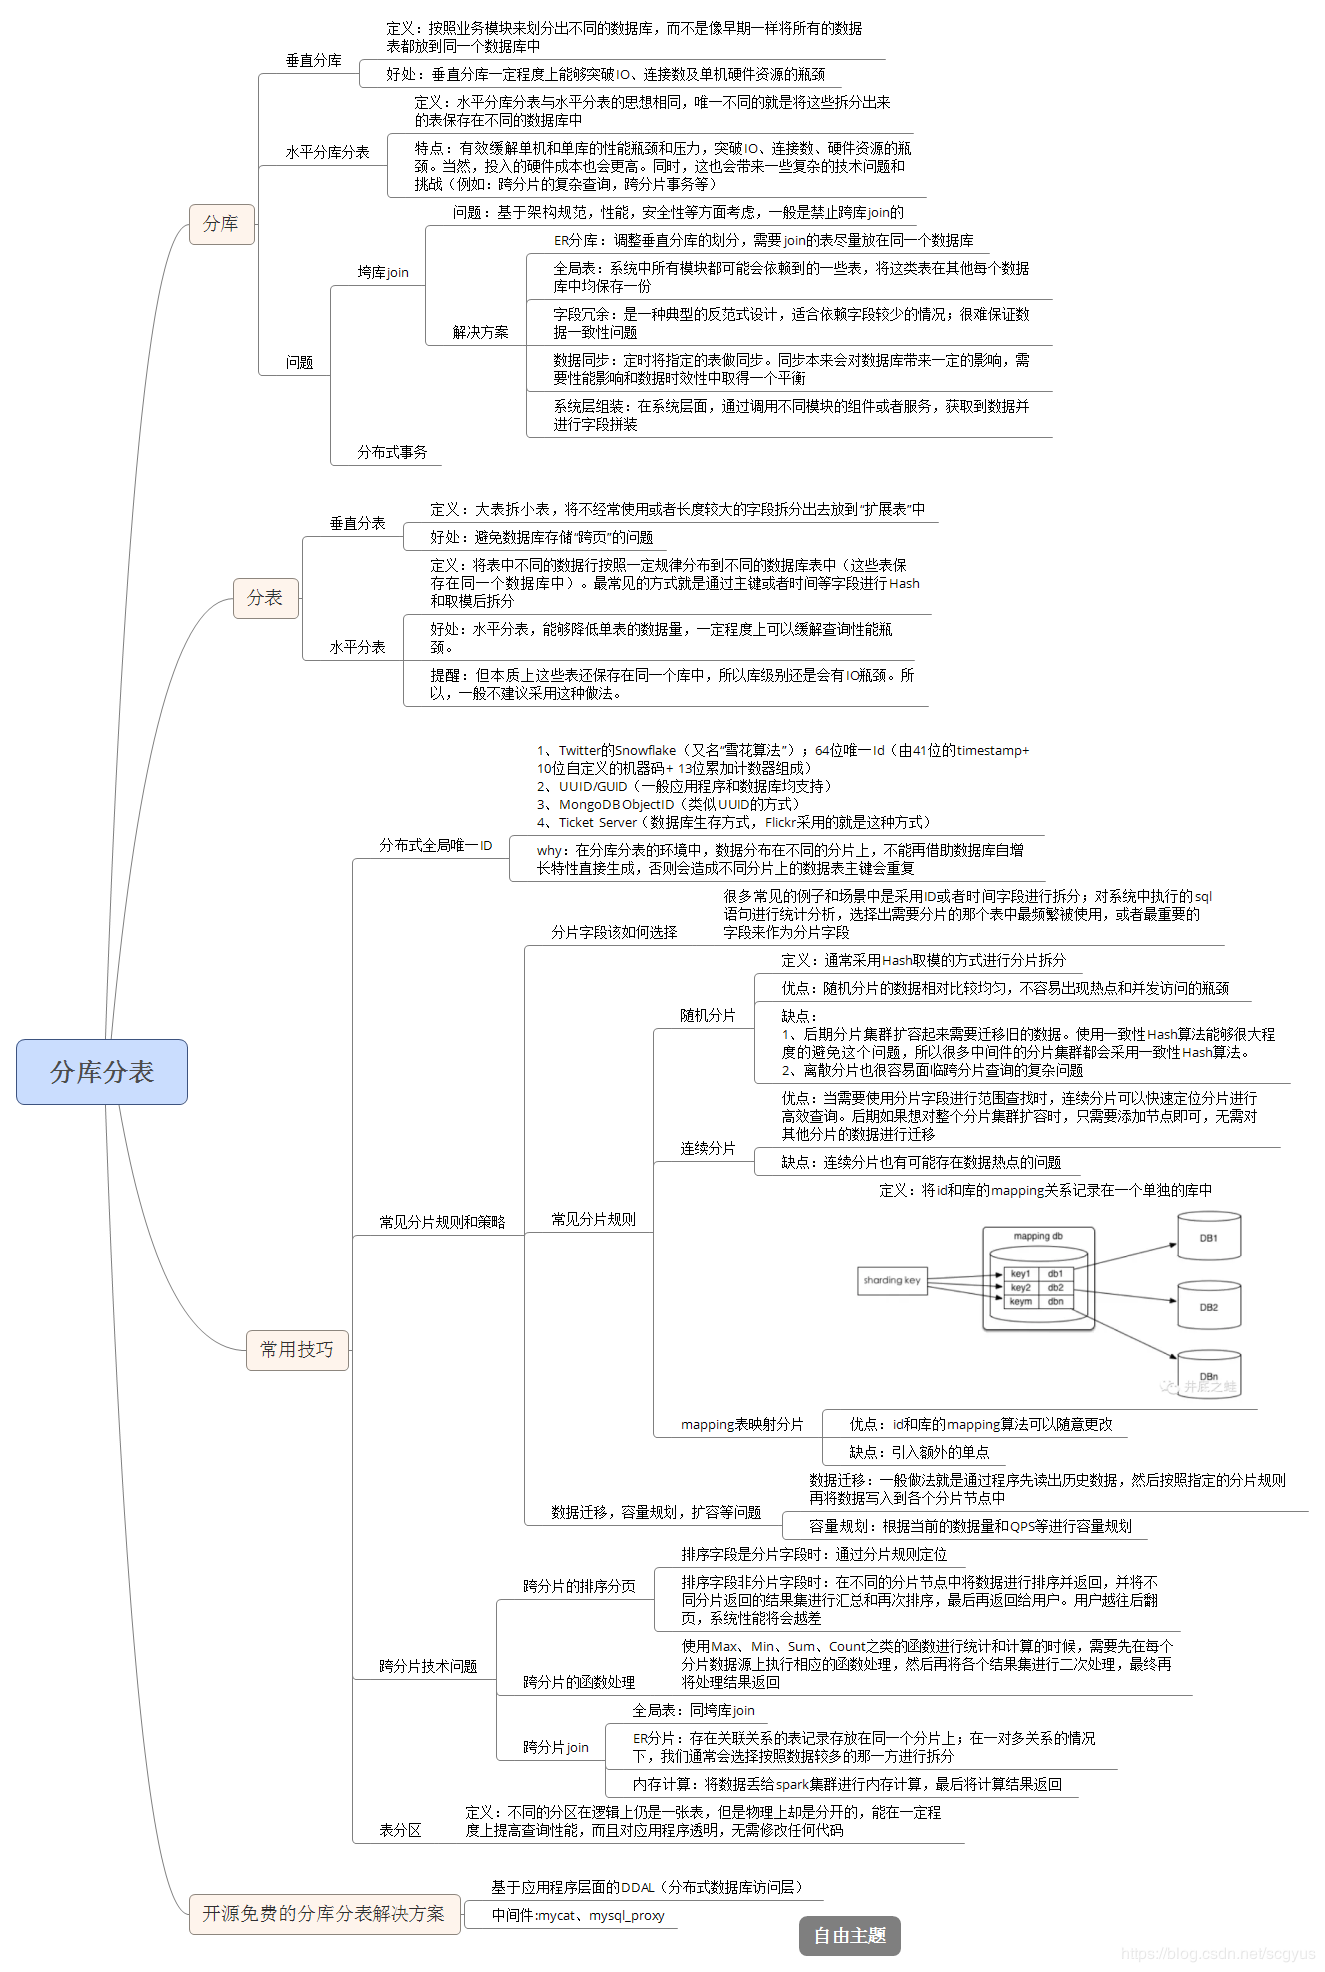 定义：按照业务模块来划分出不同的数据库，而不是像早期一样将所有的数据
表都放到同一个数据库中
垂直分库
好处：垂直分库一定程度上能够突破IO、连接数及单机硬件资源的瓶颈
定义：水平分库分表与水平分表的思想相同，唯一不同的就是将这些拆分出来
的表保存在不同的数据库中
水平分库分表
特点：有效缓解单机和单库的性能瓶颈和压力，突破IO、连接数、硬件资源的瓶
颈。当然，投入的硬件成本也会更高。同时，这也会带来一些复杂的技术问题和
挑战（例如：跨分片的复杂查询，跨分片事务等）
分库
问题：基于架构规范，性能，安全性等方面考虑，一般是禁止跨库join的
垮库join
ER分库：调整垂直分库的划分，需要join的表尽量放在同一个数据库
全局表：系统中所有模块都可能会依赖到的一些表，将这类表在其他每个数据
库中均保存一份
解决方案
字段冗余：是一种典型的反范式设计，适合依赖字段较少的情况；很难保证数
据一致性问题
数据同步：定时将指定的表做同步。同步本来会对数据库带来一定的影响，需
要性能影响和数据时效性中取得一个平衡
系统层组装：在系统层面，通过调用不同模块的组件或者服务，获取到数据并
进行字段拼装
问题
分布式事务
垂直分表
定义：大表拆小表，将不经常使用或者长度较大的字段拆分出去放到“扩展表”中
好处：避免数据库存储“跨页”的问题
分表
定义：将表中不同的数据行按照一定规律分布到不同的数据库表中（这些表保
存在同一个数据库中）。最常见的方式就是通过主键或者时间等字段进行Hash
和取模后拆分
水平分表
好处：水平分表，能够降低单表的数据量，一定程度上可以缓解查询性能瓶
颈。
提醒：但本质上这些表还保存在同一个库中，所以库级别还是会有IO瓶颈。所
以，一般不建议采用这种做法。
1、Twitter的Snowflake（又名“雪花算法”）；64位唯一Id（由41位的timestamp+
10位自定义的机器码+ 13位累加计数器组成）
2、UUID/GUID（一般应用程序和数据库均支持）
3、MongoDB ObjectID（类似UUID的方式）
4、Ticket Server（数据库生存方式，Flickr采用的就是这种方式）
分布式全局唯一ID
why：在分库分表的环境中，数据分布在不同的分片上，不能再借助数据库自增
长特性直接生成，否则会造成不同分片上的数据表主键会重复
很多常见的例子和场景中是采用ID或者时间字段进行拆分；对系统中执行的sql
语句进行统计分析，选择出需要分片的那个表中最频繁被使用，或者最重要的
字段来作为分片字段
分片字段该如何选择
定义：通常采用Hash取模的方式进行分片拆分
优点：随机分片的数据相对比较均匀，不容易出现热点和并发访问的瓶颈
随机分片
缺点：
1、后期分片集群扩容起来需要迁移旧的数据。使用一致性Hash算法能够很大程
度的避免这个问题，所以很多中间件的分片集群都会采用一致性Hash算法。
2、离散分片也很容易面临跨分片查询的复杂问题
分库分表
优点：当需要使用分片字段进行范围查找时，连续分片可以快速定位分片进行
高效查询。后期如果想对整个分片集群扩容时，只需要添加节点即可，无需对
其他分片的数据进行迁移
连续分片
缺点：连续分片也有可能存在数据热点的问题
定义：将id和库的mapping关系记录在一个单独的库中
常见分片规则和策略
常见分片规则
mapping db
DB1
sharding key
key1 db1
key2 db2
keym dbn
DB2
DBn
井底之蛙
常用技巧
mapping表映射分片
优点：id和库的mapping算法可以随意更改
缺点：引入额外的单点
数据迁移：一般做法就是通过程序先读出历史数据，然后按照指定的分片规则
再将数据写入到各个分片节点中
数据迁移，容量规划，扩容等问题
容量规划：根据当前的数据量和QPS等进行容量规划
排序字段是分片字段时：通过分片规则定位
跨分片的排序分页
排序字段非分片字段时：在不同的分片节点中将数据进行排序并返回，并将不
同分片返回的结果集进行汇总和再次排序，最后再返回给用户。用户越往后翻
页，系统性能将会越差
跨分片技术问题
使用Max、Min、Sum、Count之类的函数进行统计和计算的时候，需要先在每个
分片数据源上执行相应的函数处理，然后再将各个结果集进行二次处理，最终再
将处理结果返回
跨分片的函数处理
全局表：同垮库join
跨分片join
ER分片：存在关联关系的表记录存放在同一个分片上；在一对多关系的情况
下，我们通常会选择按照数据较多的那一方进行拆分
内存计算：将数据丢给spark集群进行内存计算，最后将计算结果返回
表分区
定义：不同的分区在逻辑上仍是一张表，但是物理上却是分开的，能在一定程
度上提高查询性能，而且对应用程序透明，无需修改任何代码
基于应用程序层面的DDAL（分布式数据库访问层）
开源免费的分库分表解决方案
中间件:mycat、mysql_proxy
自由主题
https://blog.csdn.net/scgyus